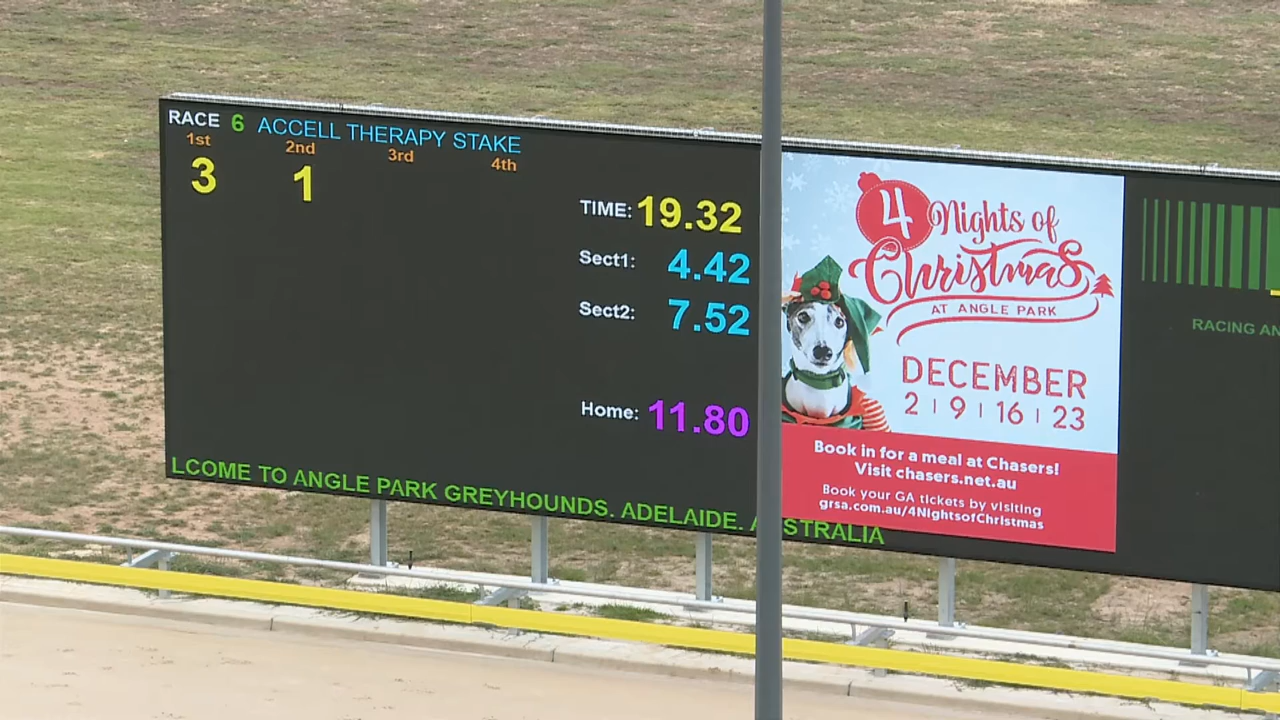 RACE 6 ACCELL THERAPY STAKE
1st 2nd 3rd 4th
3 1
TIME: 19.32
Sect1: 4.42
Sect2: 7.52
Home: 11.80
LCOME TO ANGLE PARK GREYHOUNDS. ADELAIDE. A STRALIA
4 Nights of
Christmas
AT ANGLE PARK
DECEMBER
2 | 9 | 16 | 23
Book in for a meal at Chasers!
Visit chasers.net.au
Book your GA tickets by visiting
grsa.com.au/4NightsofChristmas
RACING AN